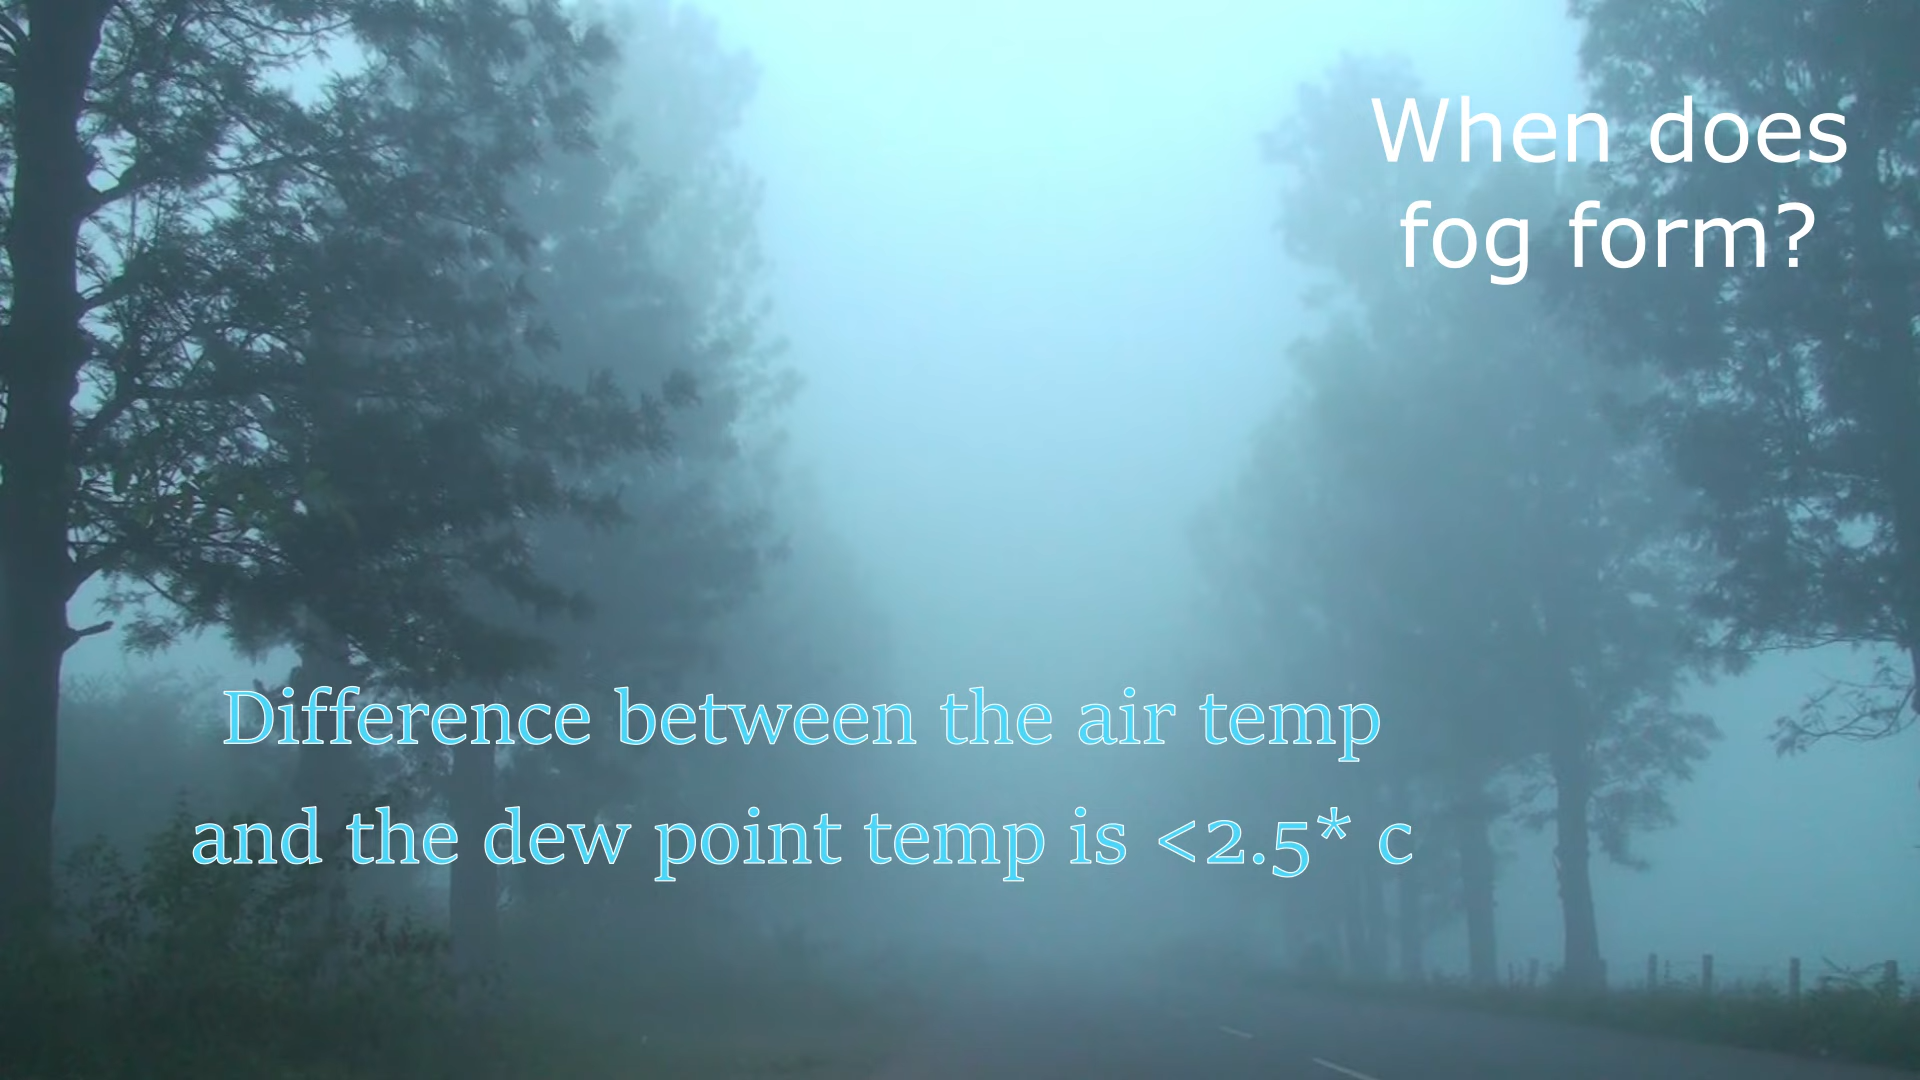 When does
fog form?
Difference between the air temp
and the dew point temp is <2.5* c